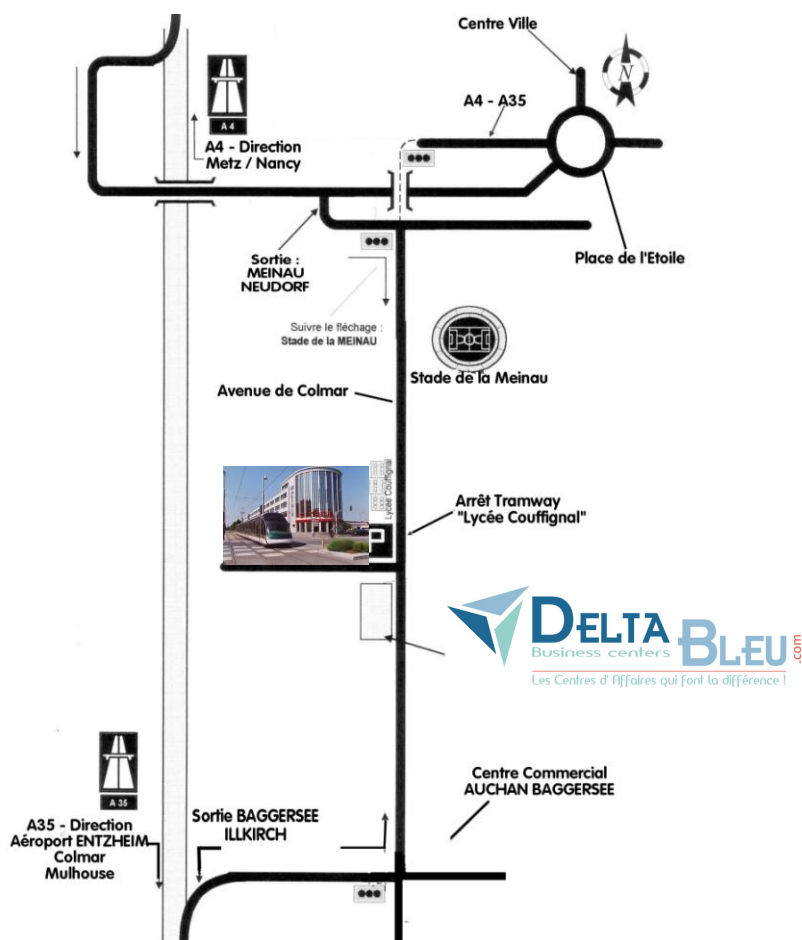 Centre Ville
N
A4 - A35
A 4
A4 - Direction
Metz / Nancy
Sortie :
MEINAU
NEUDORF
Place de l'Etoile
Suivre le fléchage :
Stade de la MEINAU
Stade de la Meinau
Avenue de Colmar
Lycée Couffignal
Arrêt Tramway
"Lycée Couffignal"
P
DELTA
Business centers
BLEU
.com
Les Centres d'Affaires qui font la différence !
A 35
A35 - Direction
Aéroport ENTZHEIM
Colmar
Mulhouse
Sortie BAGGERSEE
ILLKIRCH
Centre Commercial
AUCHAN BAGGERSEE